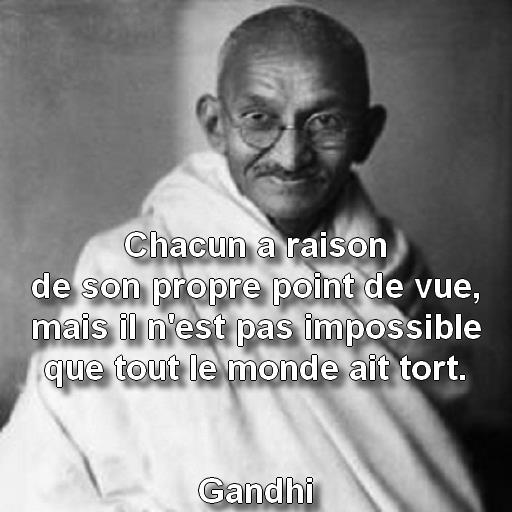 Chacun a raison
de son propre point de vue,
mais il n'est pas impossible
que tout le monde ait tort.
Gandhi